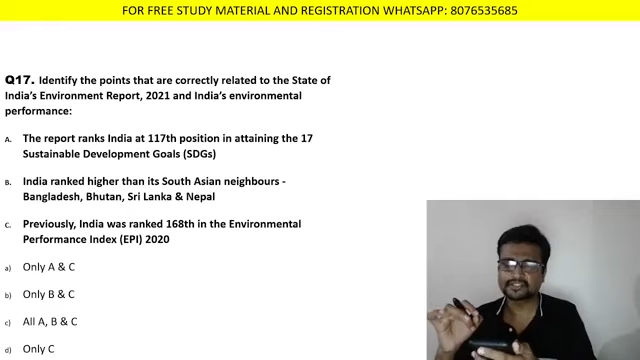 FOR FREE STUDY MATERIAL AND REGISTRATION WHATSAPP: 8076535685
Q17. Identify the points that are correctly related to the State of
India's Environment Report, 2021 and India's environmental
performance:
A. The report ranks India at 117th position in attaining the 17
Sustainable Development Goals (SDGs)
B. India ranked higher than its South Asian neighbours -
Bangladesh, Bhutan, Sri Lanka & Nepal
C. Previously, India was ranked 168th in the Environmental
Performance Index (EPI) 2020
a) Only A & C
b) Only B & C
c) All A, B & C
d) Only C